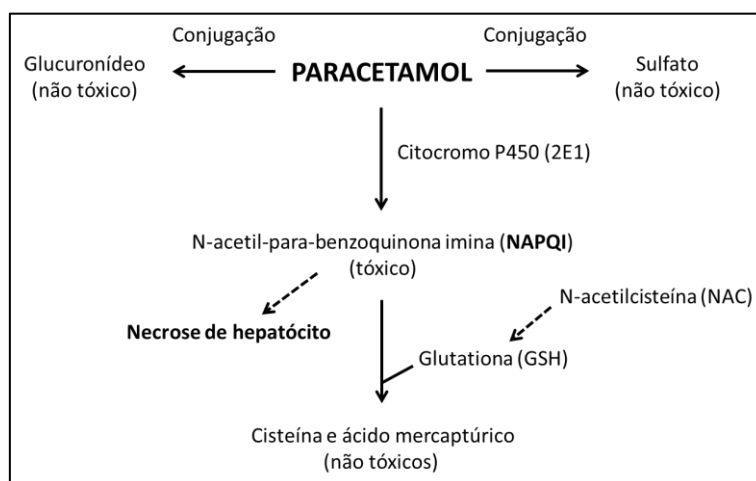 Conjugação
Conjugação
Glucuronídeo
(não tóxico)
PARACETAMOL
Sulfato
(não tóxico)
Citocromo P450 (2E1)
N-acetil-para-benzoquinona imina (NAPQI)
(tóxico)
N-acetilcisteína (NAC)
Necrose de hepatócito
Glutationa (GSH)
Cisteína e ácido mercaptúrico
(não tóxicos)